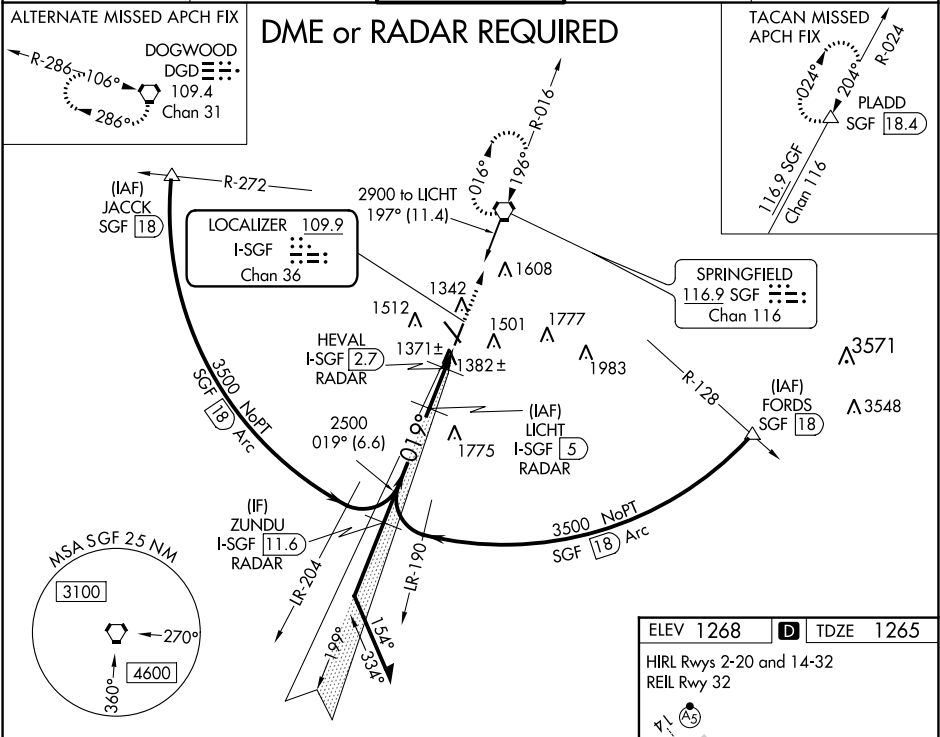 ALTERNATE MISSED APCH FIX
DOGWOOD
DGD
109.4
Chan 31
R-286
106°
286°
DME or RADAR REQUIRED
TACAN MISSED
APCH FIX
R-024
024°
204°
PLADD
SGF 18.4
116.9 SGF
Chan 116
R-016
016°
196°
2900 to LICHT
197° (11.4)
R-272
(IAF)
JACCK
SGF 18
LOCALIZER 109.9
I-SGF
Chan 36
SPRINGFIELD
116.9 SGF
Chan 116
1608
1342
1512
1501
1777
1983
1371±
1382±
3571
3548
HEVAL
I-SGF 2.7
RADAR
R-128
(IAF)
FORDS
SGF 18
(IAF)
LICHT
I-SGF 5
RADAR
1775
3500 NoPT
SGF 18 Arc
2500
019° (6.6)
019°
3500 NoPT
SGF 18 Arc
(IF)
ZUNDU
I-SGF 11.6
RADAR
LR-204
LR-190
199°
154°
334°
MSA SGF 25 NM
3100
270°
4600
360°
ELEV 1268
D
TDZE 1265
HIRL Rwys 2-20 and 14-32
REIL Rwy 32
14
A5